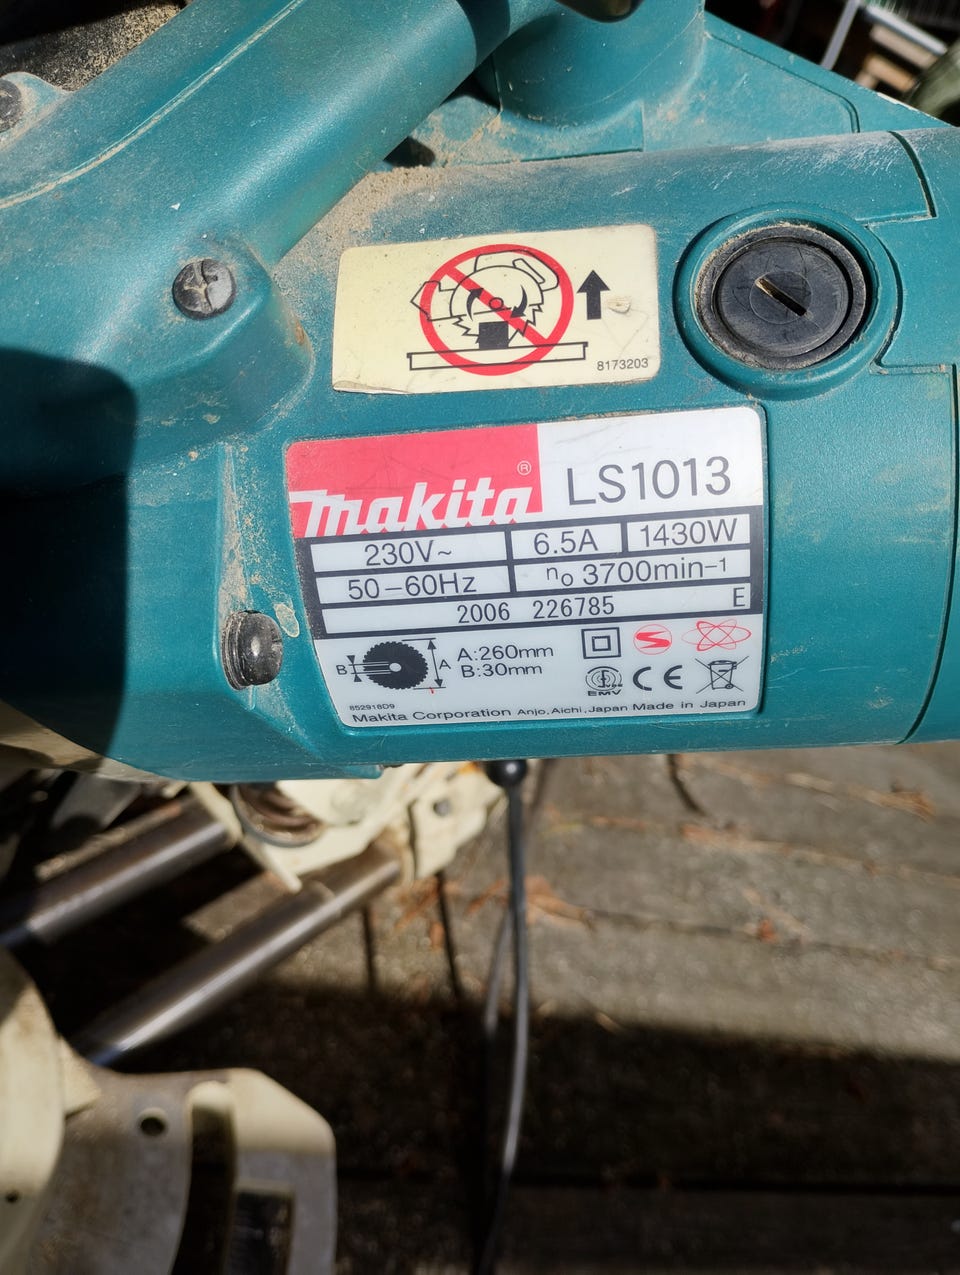 8173203
makita ® LS1013
230V~ 6.5A 1430W
50-60Hz n₀ 3700min⁻¹
2006 226785 E
B A A:260mm
B:30mm
S
EMV CE
852916D9
Makita Corporation Anjo,Aichi,Japan Made in Japan